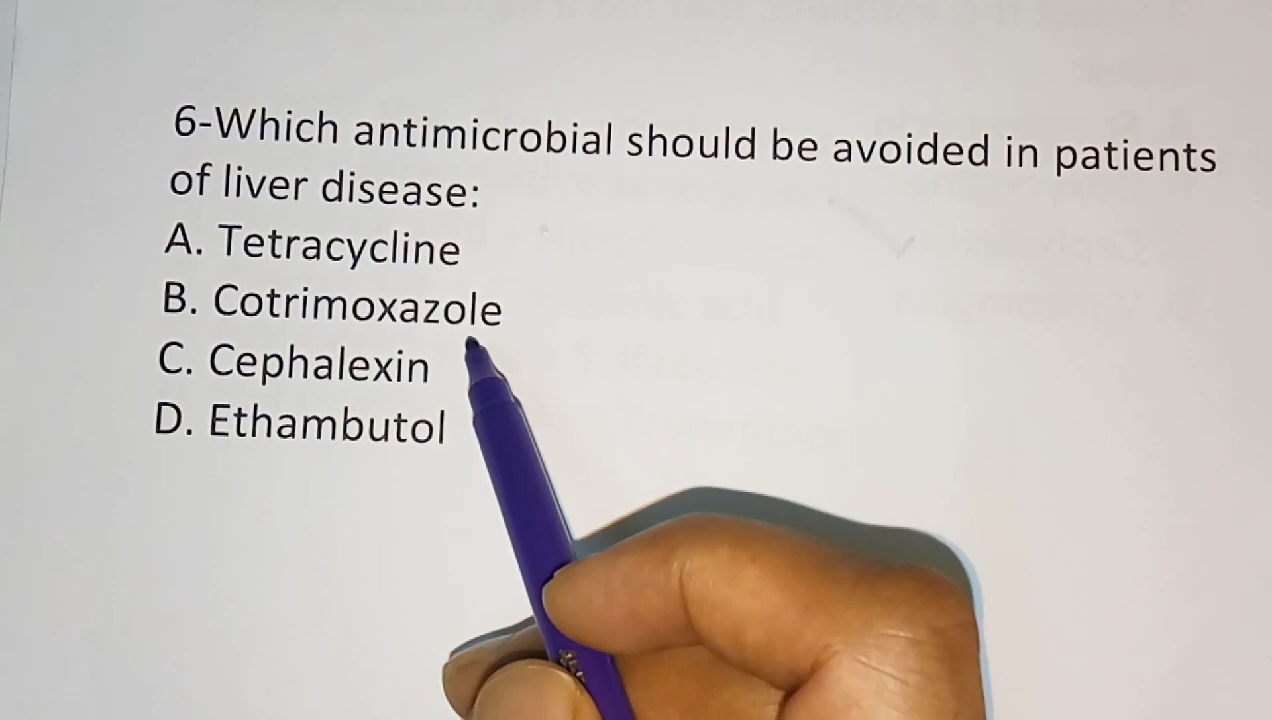 6-Which antimicrobial should be avoided in patients
of liver disease:
A. Tetracycline
B. Cotrimoxazole
C. Cephalexin
D. Ethambutol